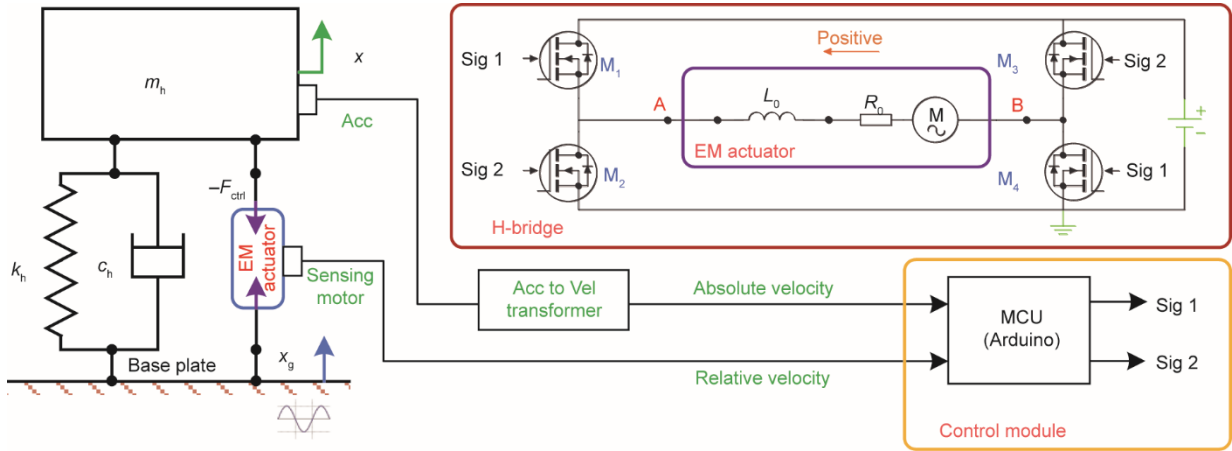 m_h
x
Acc
–F_ctrl
k_h
c_h
EM
actuator
Sensing
motor
Base plate
x_g
Sig 1
M_1
Positive
M_3
Sig 2
A
L_0
R_0
M
B
+
–
EM actuator
Sig 2
M_2
M_4
Sig 1
H-bridge
Acc to Vel
transformer
Absolute velocity
Relative velocity
MCU
(Arduino)
Sig 1
Sig 2
Control module